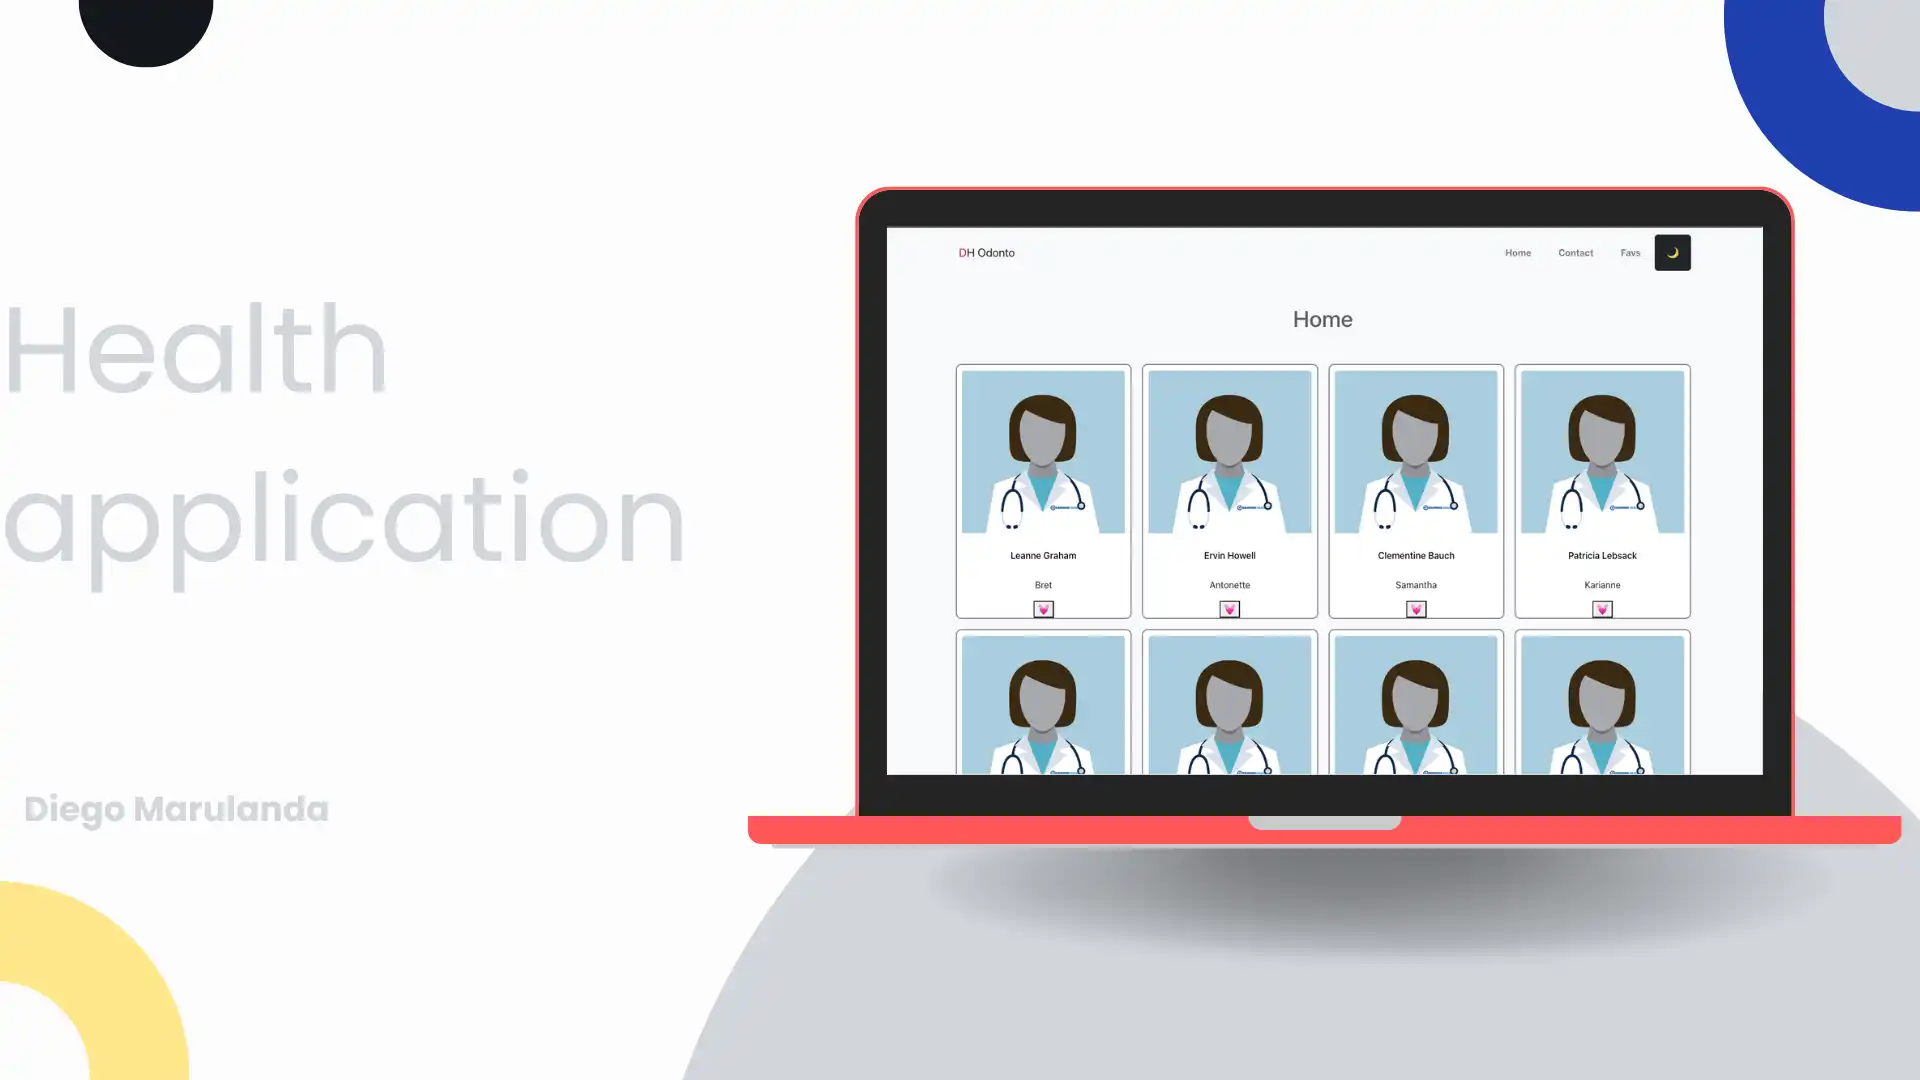 Health
application
Diego Marulanda
DH Odonto
Home
Contact
Favs
Home
Leanne Graham
Bret
Ervin Howell
Antonette
Clementine Bauch
Samantha
Patricia Lebsack
Karianne